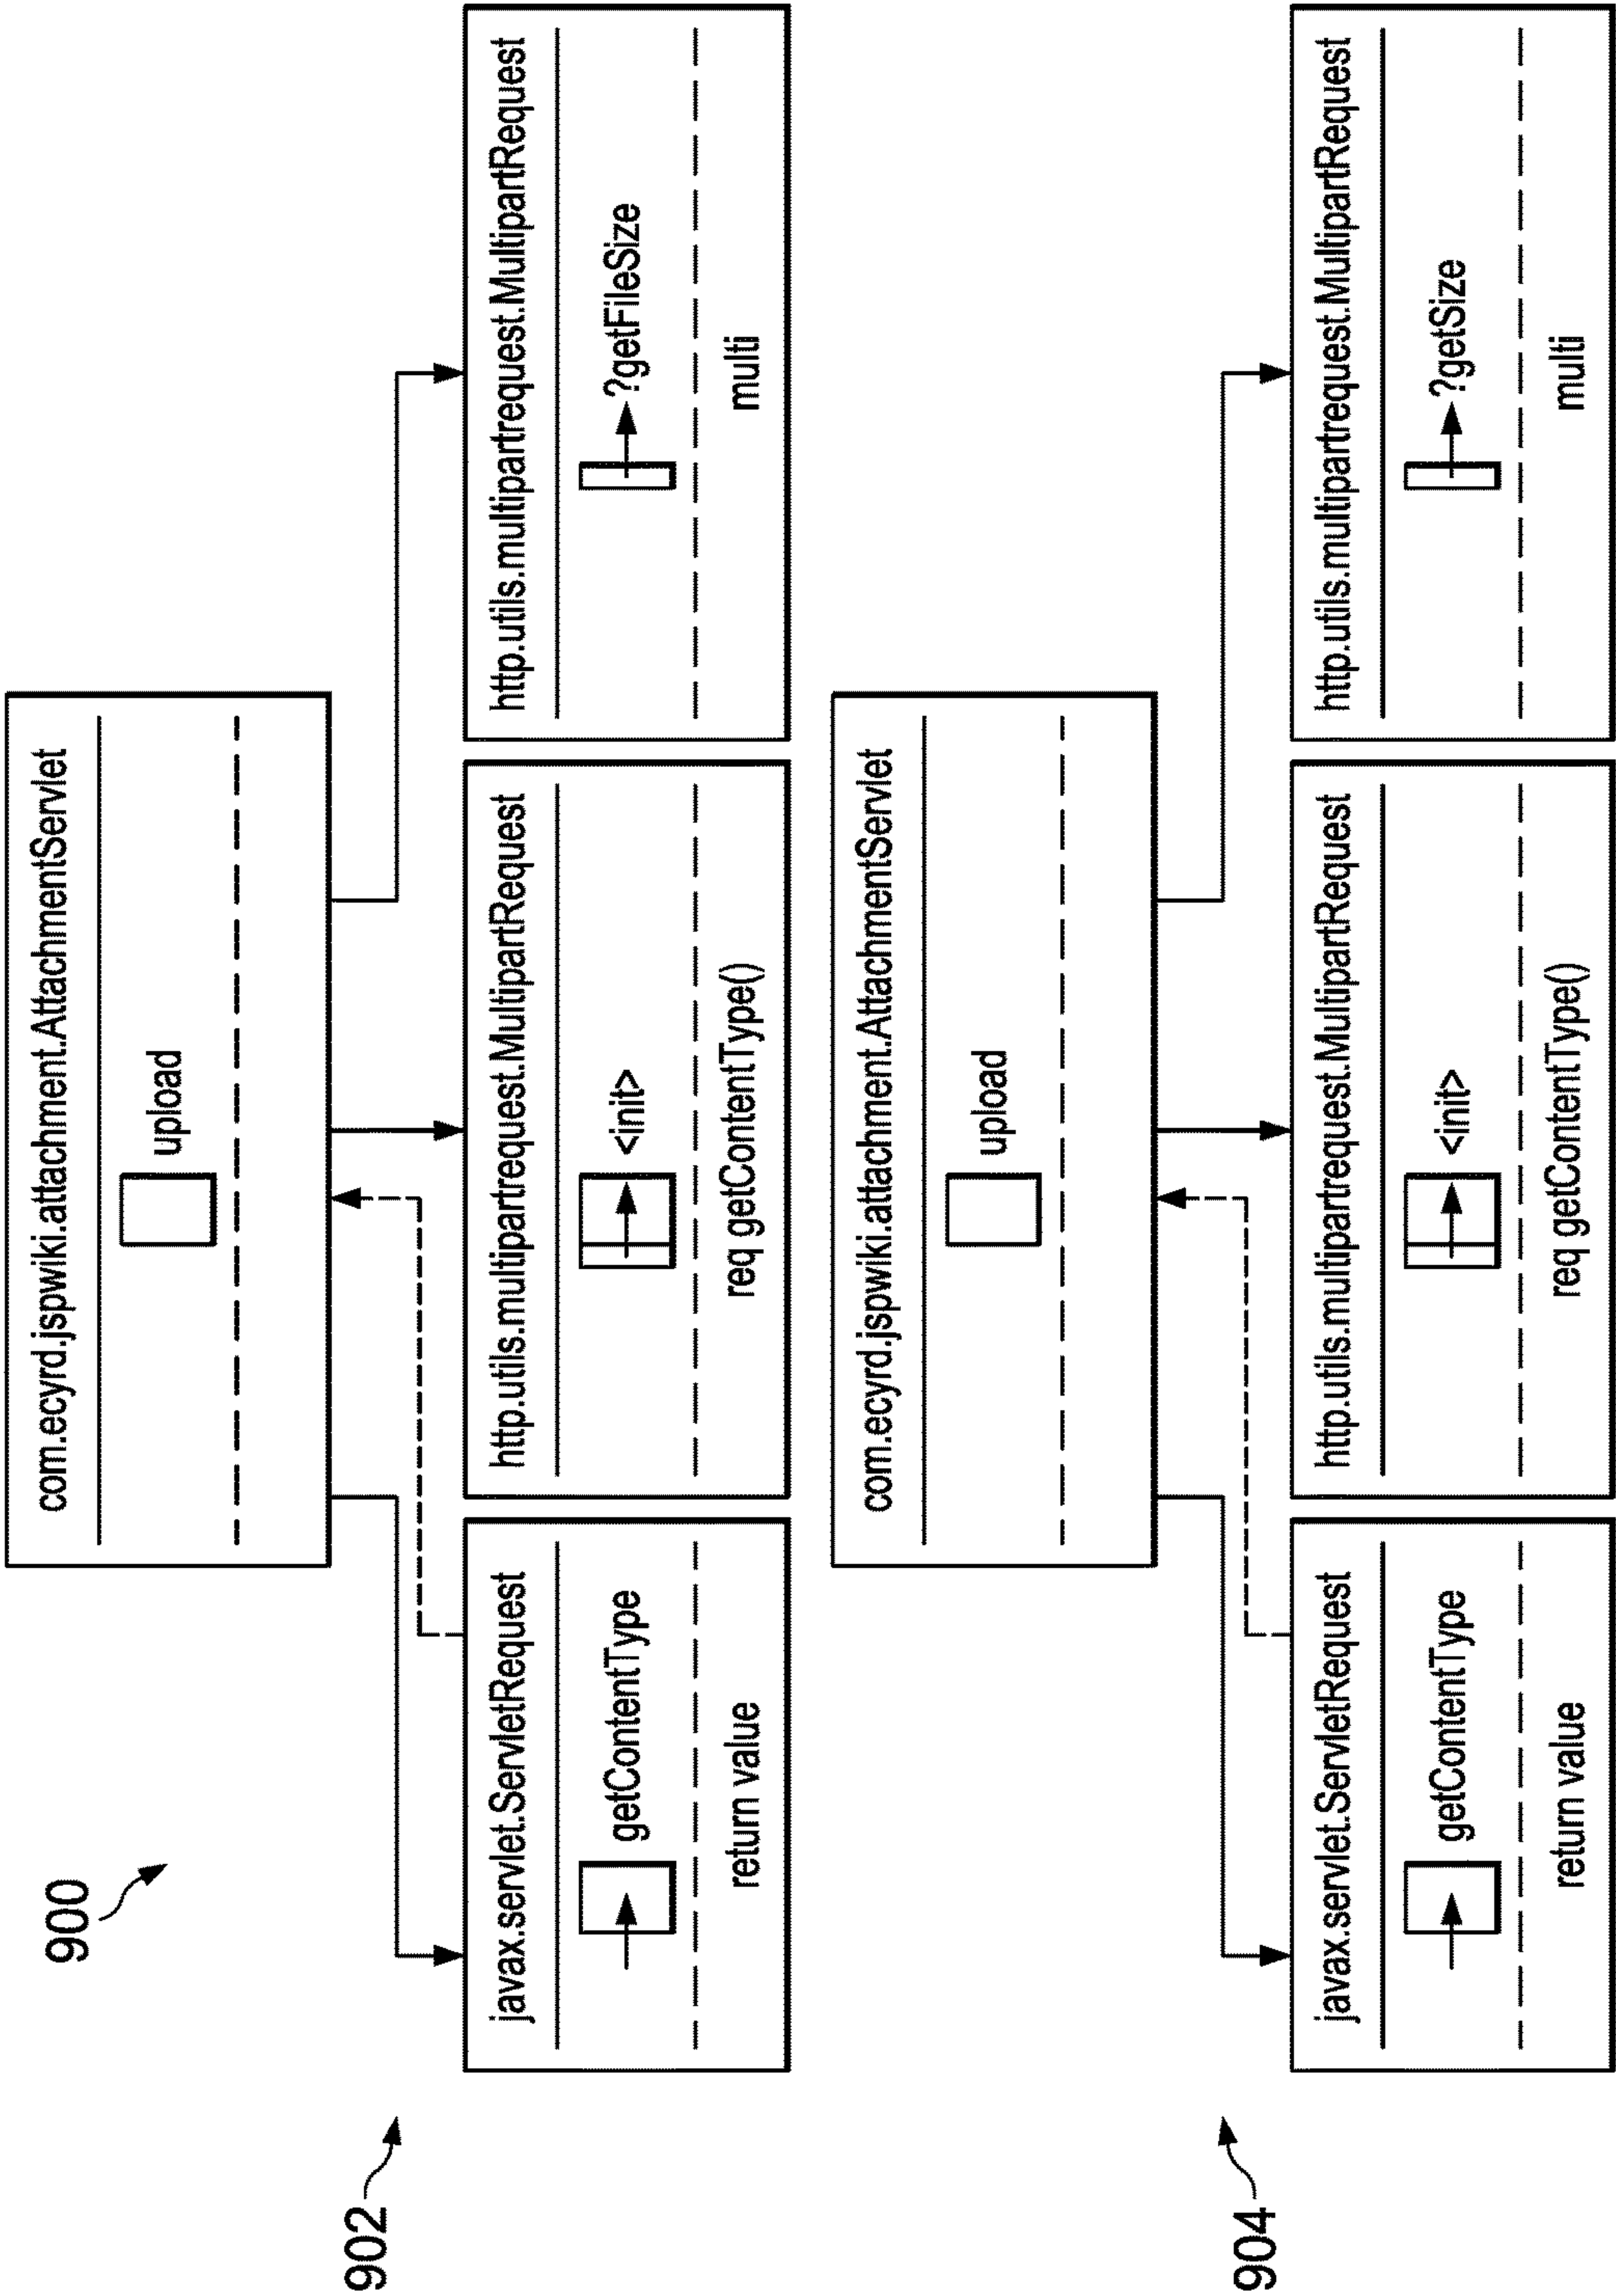 900
902
com.ecyrd.jspwiki.attachment.AttachmentServlet
upload
javax.servlet.ServletRequest
getContentType
return value
http.utils.multipartrequest.MultipartRequest
<init>
req getContentType()
http.utils.multipartrequest.MultipartRequest
?getFileSize
multi
904
com.ecyrd.jspwiki.attachment.AttachmentServlet
upload
javax.servlet.ServletRequest
getContentType
return value
http.utils.multipartrequest.MultipartRequest
<init>
req getContentType()
http.utils.multipartrequest.MultipartRequest
?getSize
multi